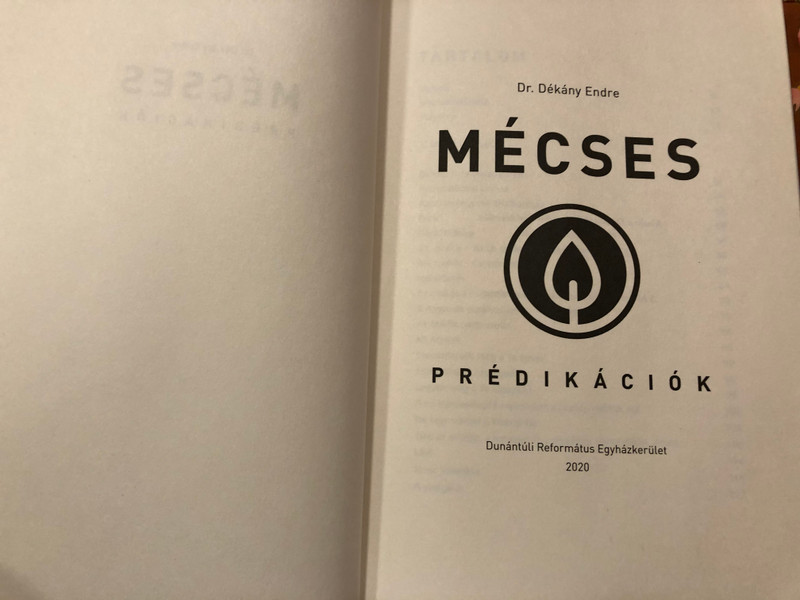 Dr. Dékány Endre
MÉCSES
PRÉDIKÁCIÓK
Dunántúli Református Egyházkerület
2020